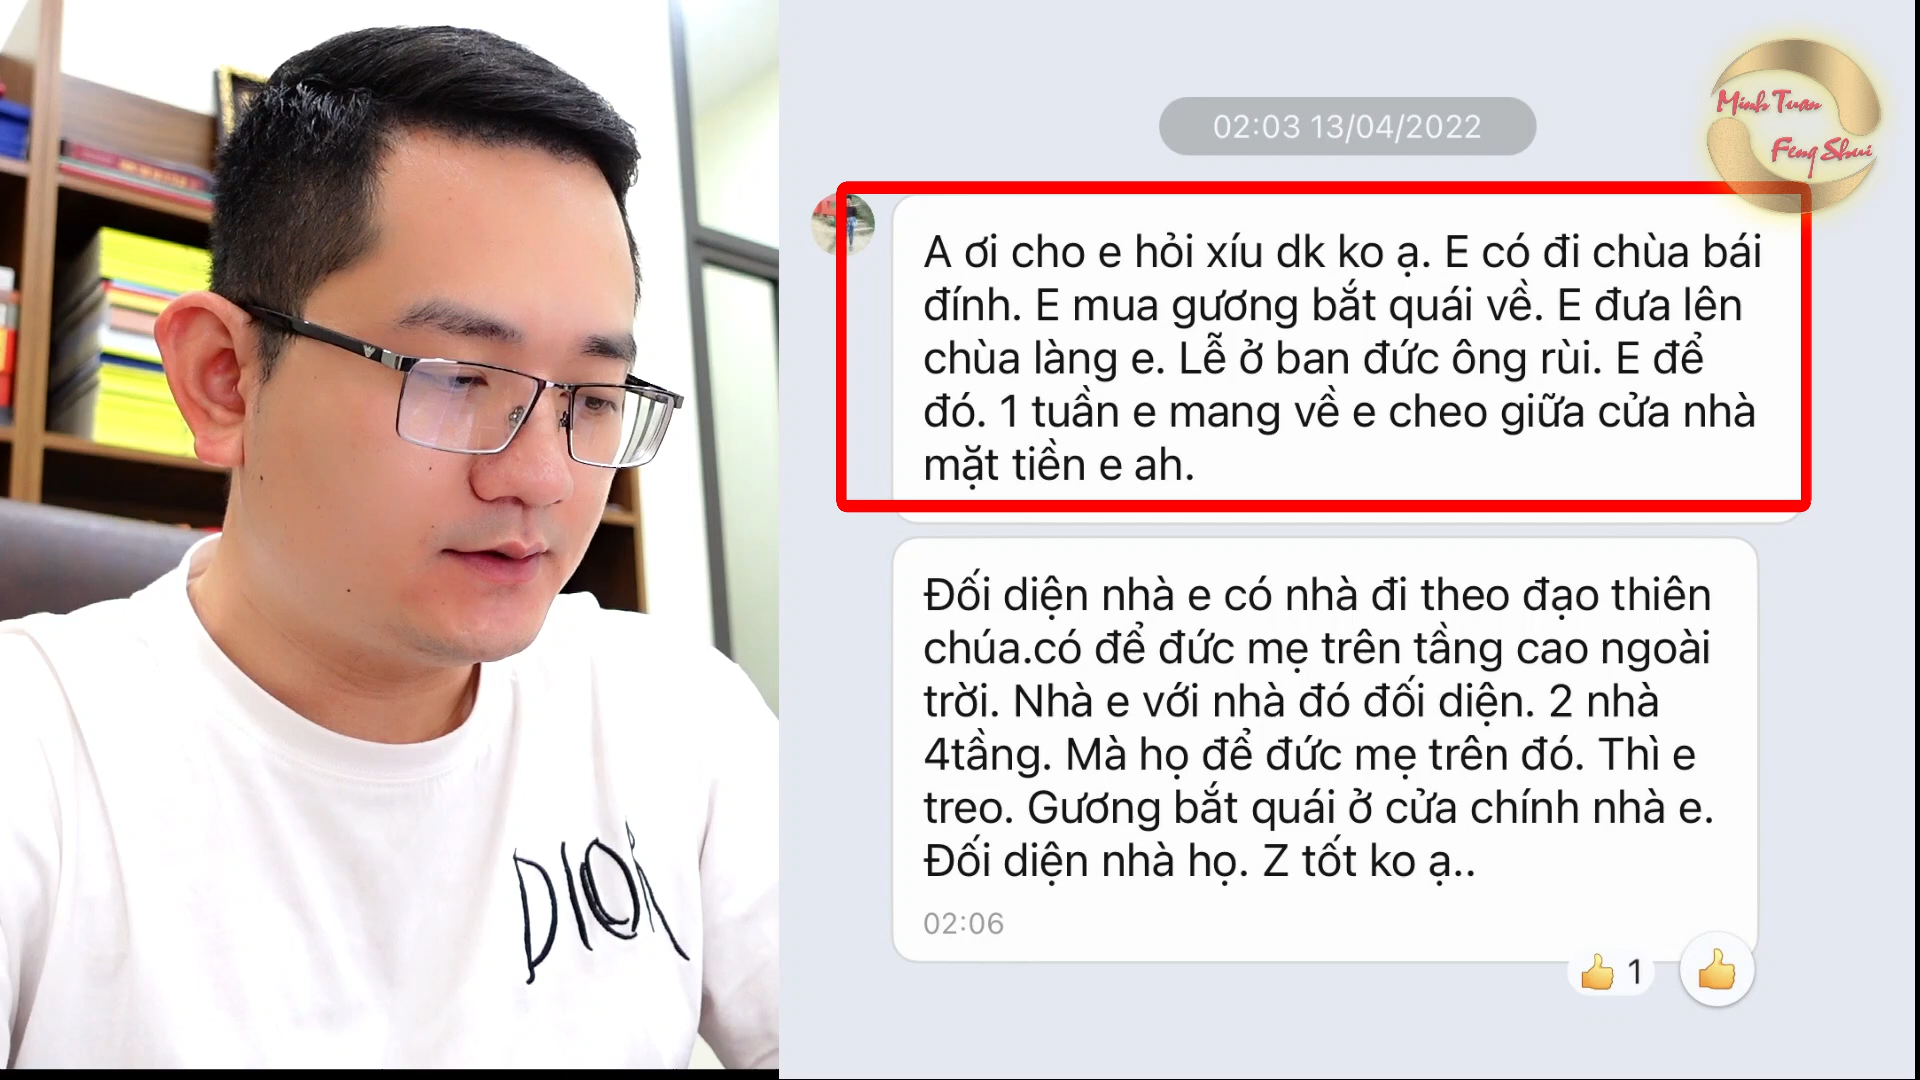 02:03 13/04/2022
Minh Tuan
Feng Shui
A ơi cho e hỏi xíu dk ko ạ. E có đi chùa bái
đính. E mua gương bắt quái về. E đưa lên
chùa làng e. Lễ ở ban đức ông rùi. E để
đó. 1 tuần e mang về e cheo giữa cửa nhà
mặt tiền e ah.
Đối diện nhà e có nhà đi theo đạo thiên
chúa.có để đức mẹ trên tầng cao ngoài
trời. Nhà e với nhà đó đối diện. 2 nhà
4tầng. Mà họ để đức mẹ trên đó. Thì e
treo. Gương bắt quái ở cửa chính nhà e.
Đối diện nhà họ. Z tốt ko ạ..
02:06
1
DIOR